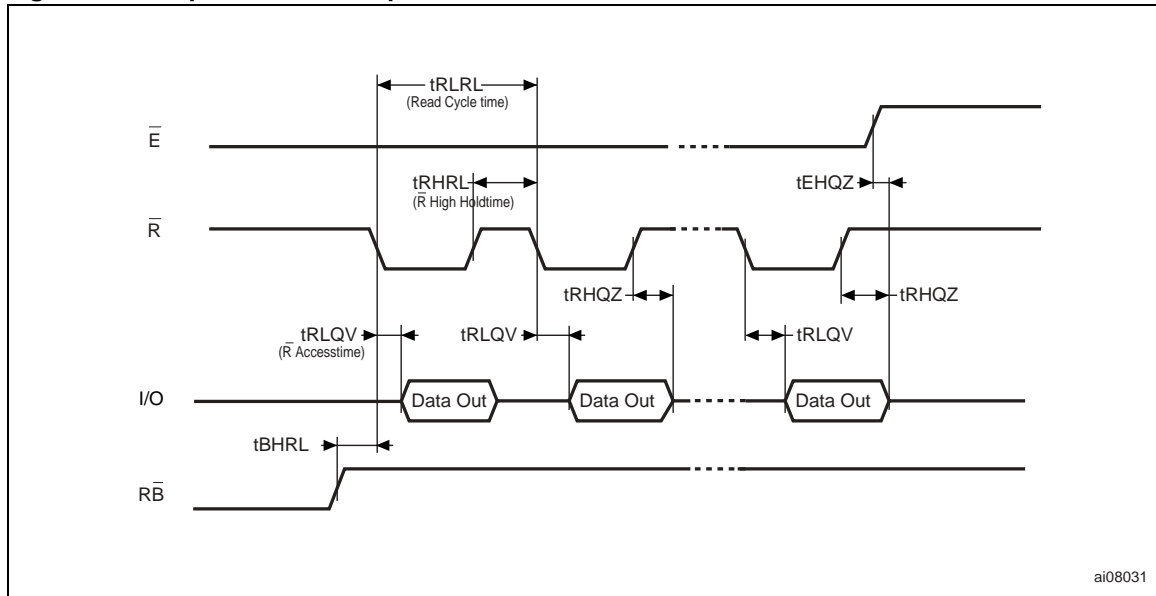 tRLRL
(Read Cycle time)
E̅
tRHRL
(R̅ High Holdtime)
tEHQZ
R̅
tRHQZ
tRHQZ
tRLQV
(R̅ Accesstime)
tRLQV
tRLQV
I/O
Data Out
Data Out
Data Out
tBHRL
RB̅
ai08031